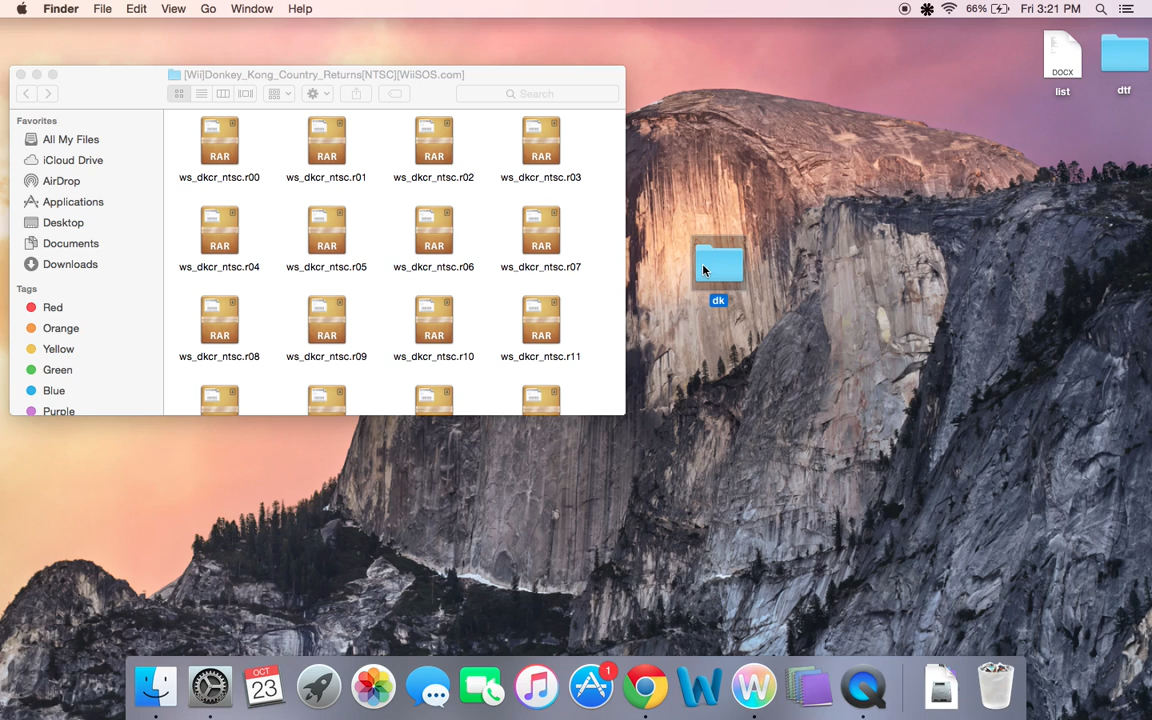 Finder File Edit View Go Window Help 66% Fri 3:21 PM
[Wii]Donkey_Kong_Country_Returns[NTSC][WiiSOS.com]
Search
Favorites
All My Files
iCloud Drive
AirDrop
Applications
Desktop
Documents
Downloads
Tags
Red
Orange
Yellow
Green
Blue
Purple
RAR RAR RAR RAR
ws_dkcr_ntsc.r00 ws_dkcr_ntsc.r01 ws_dkcr_ntsc.r02 ws_dkcr_ntsc.r03
RAR RAR RAR RAR
ws_dkcr_ntsc.r04 ws_dkcr_ntsc.r05 ws_dkcr_ntsc.r06 ws_dkcr_ntsc.r07
RAR RAR RAR RAR
ws_dkcr_ntsc.r08 ws_dkcr_ntsc.r09 ws_dkcr_ntsc.r10 ws_dkcr_ntsc.r11
dk
DOCX
list
dtf
OCT
23
1